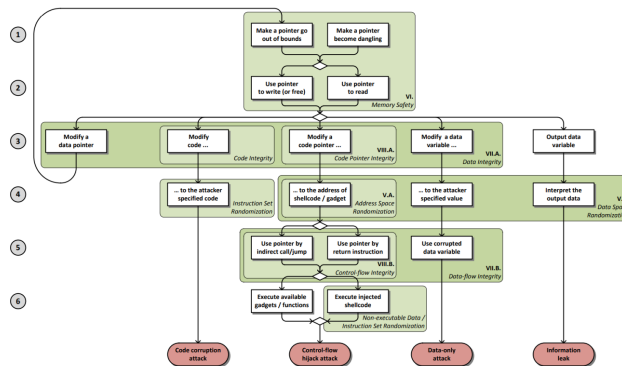 1
Make a pointer go
out of bounds
Make a pointer
become dangling
2
Use pointer
to write (or free)
Use pointer
to read
VI.
Memory Safety
3
Modify a
data pointer
Modify
code ...
Code Integrity
Modify a
code pointer ...
VIII.A.
Code Pointer Integrity
Modify a data
variable ...
VII.A.
Data Integrity
Output data
variable
4
... to the attacker
specified code
Instruction Set
Randomization
... to the address of
shellcode / gadget
V.A.
Address Space
Randomization
... to the attacker
specified value
Interpret the
output data
Data Space
Randomization
5
Use pointer by
indirect call/jump
Use pointer by
return instruction
VIII.B.
Control-flow Integrity
Use corrupted
data variable
VII.B.
Data-flow Integrity
6
Execute available
gadgets / functions
Execute injected
shellcode
Non-executable Data /
Instruction Set Randomization
Code corruption
attack
Control-flow
hijack attack
Data-only
attack
Information
leak